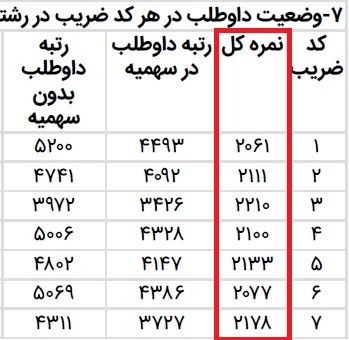 ۷-وضعیت داوطلب در هر کد ضریب در رشت
کد ضریب	نمره کل	رتبه داوطلب در سهمیه	رتبه داوطلب بدون سهمیه
۱	۲۰۶۱	۴۴۹۳	۵۲۰۰
۲	۲۱۱۱	۴۰۹۲	۴۷۴۱
۳	۲۲۱۰	۳۴۲۶	۳۹۷۲
۴	۲۱۰۰	۴۳۲۸	۵۰۰۶
۵	۲۱۳۳	۴۱۴۷	۴۸۰۲
۶	۲۰۷۷	۴۳۸۶	۵۰۶۹
۷	۲۱۷۸	۳۷۲۷	۴۳۱۱